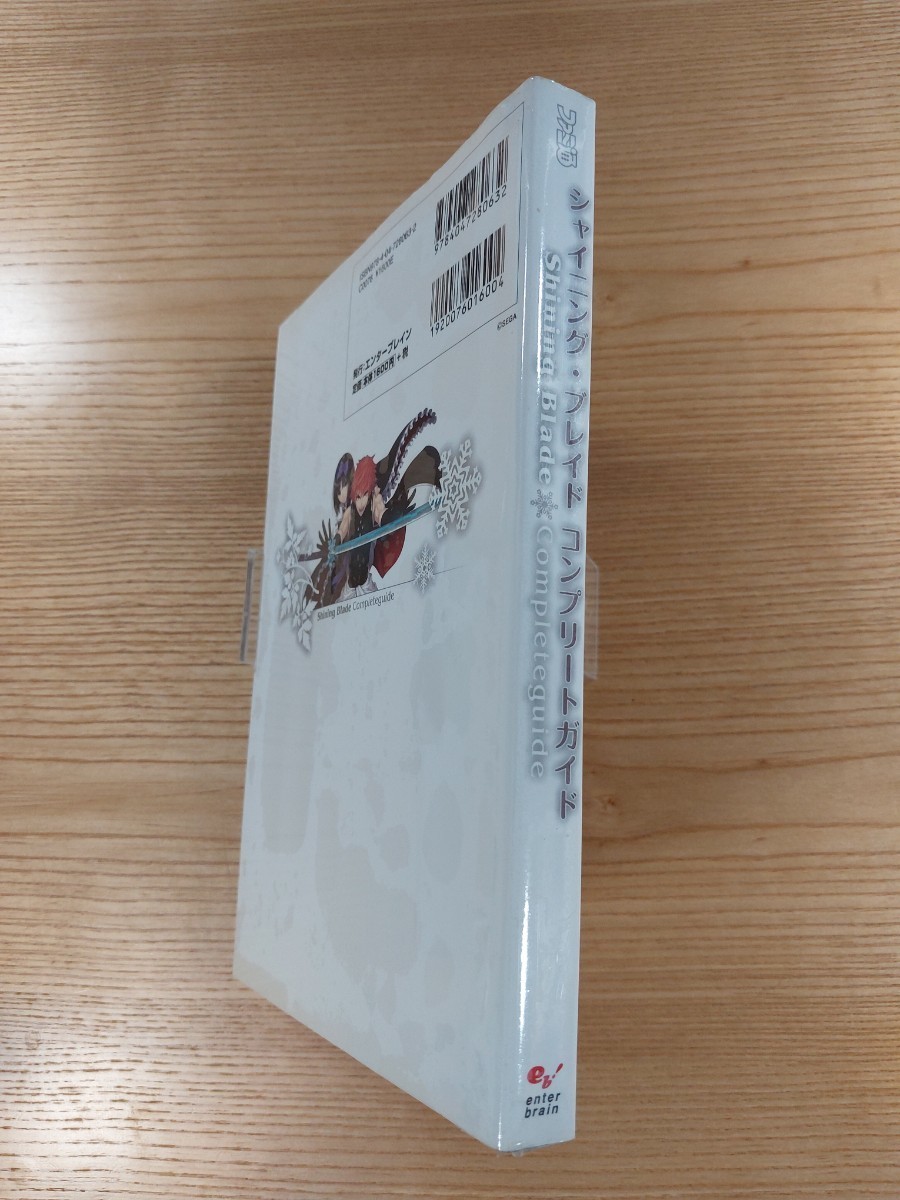 ファミ通
シャイニング・ブレイド コンプリートガイド
Shining Blade Completeguide
eb!
enter
brain
9784047280632
1920076016004
ISBN978-4-04-728063-2
C0076 ¥1600E
発行:エンターブレイン
定価:本体1600円+税
©SEGA
Shining Blade Completeguide